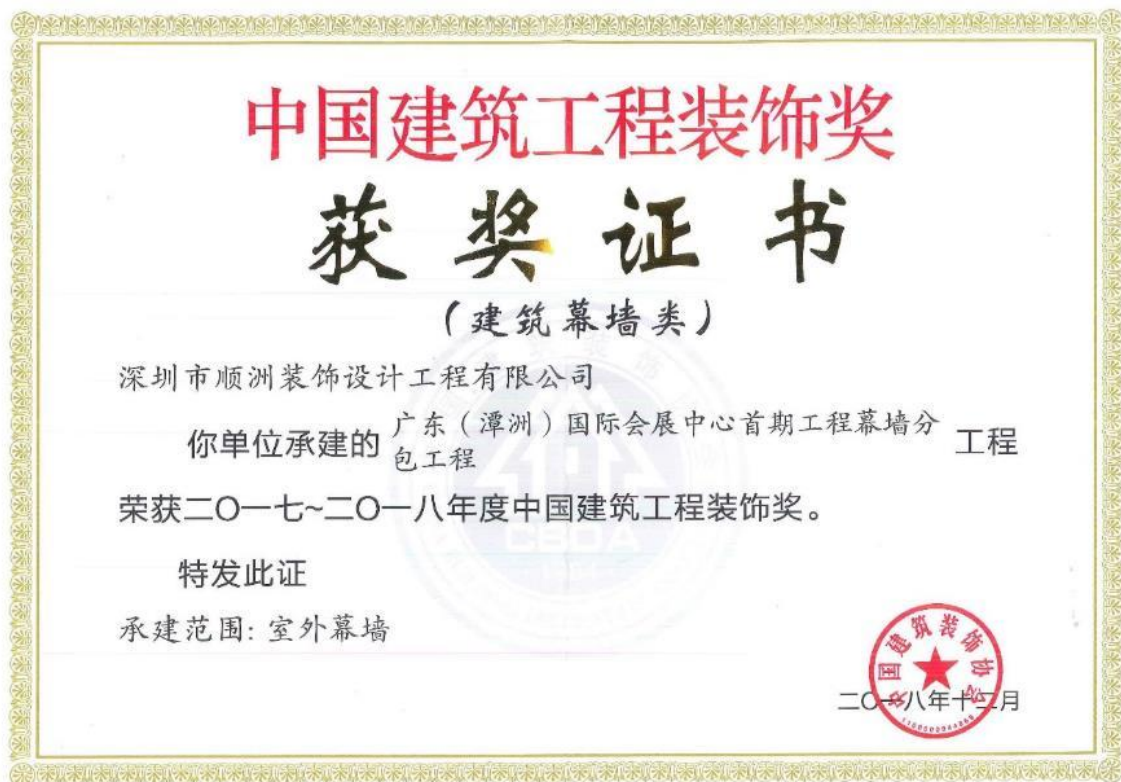 中国建筑工程装饰奖
获奖证书
（建筑幕墙类）
深圳市顺洲装饰设计工程有限公司
你单位承建的 广东（潭洲）国际会展中心首期工程幕墙分包工程 工程
荣获二〇一七~二〇一八年度中国建筑工程装饰奖。
特发此证
承建范围: 室外幕墙
中国建筑装饰协会
二〇一八年十二月
CBDA